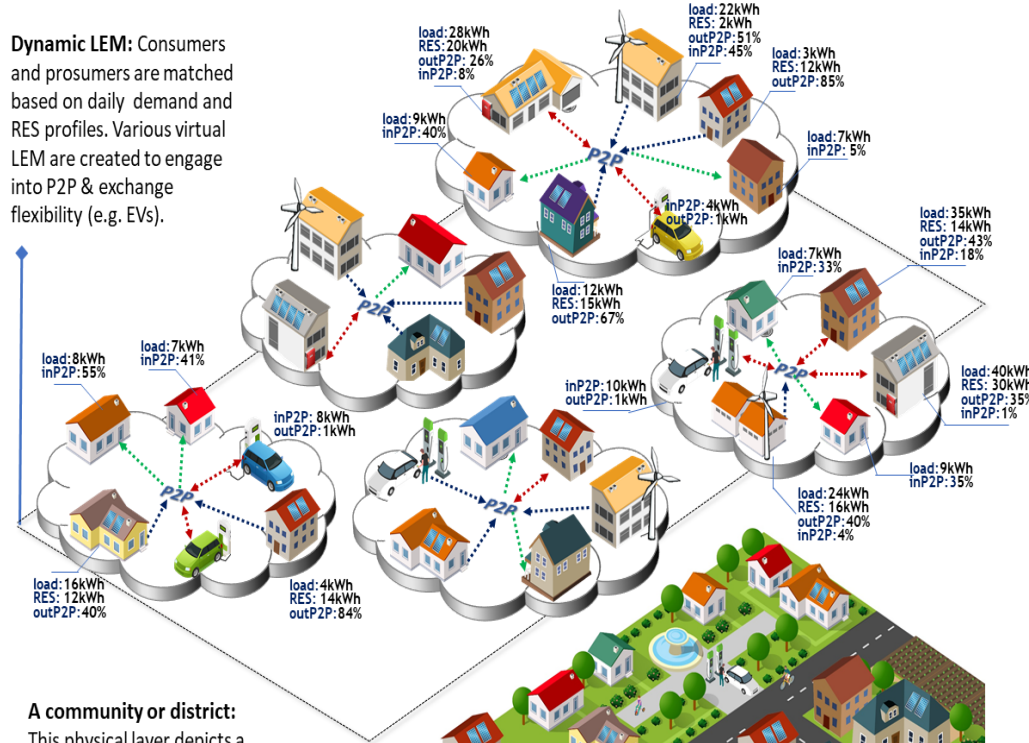 Dynamic LEM: Consumers
and prosumers are matched
based on daily demand and
RES profiles. Various virtual
LEM are created to engage
into P2P & exchange
flexibility (e.g. EVs).
load:28kWh
RES:20kWh
outP2P: 26%
inP2P:8%
load:22kWh
RES: 2kWh
outP2P:51%
inP2P:45%
load:3kWh
RES:12kWh
outP2P:85%
load:9kWh
inP2P:40%
load:7kWh
inP2P: 5%
P2P
inP2P:4kWh
outP2P:1kWh
load:12kWh
RES:15kWh
outP2P:67%
P2P
load:35kWh
RES: 14kWh
outP2P:43%
inP2P:18%
load:7kWh
inP2P:33%
inP2P:10kWh
outP2P:1kWh
P2P
load:40kWh
RES: 30kWh
outP2P:35%
inP2P:1%
load:9kWh
inP2P:35%
load:24kWh
RES: 16kWh
outP2P:40%
inP2P:4%
load:8kWh
inP2P:55%
load:7kWh
inP2P:41%
inP2P: 8kWh
outP2P:1kWh
P2P
load:16kWh
RES: 12kWh
outP2P:40%
load:4kWh
RES: 14kWh
outP2P:84%
P2P
A community or district:
This physical layer depicts a